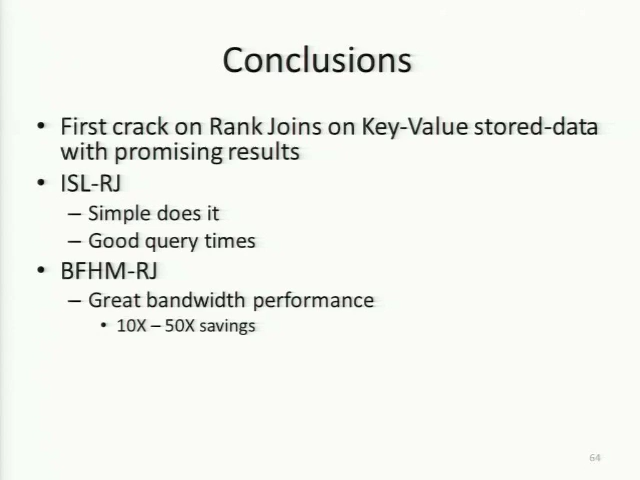 Conclusions
• First crack on Rank Joins on Key-Value stored-data
with promising results
• ISL-RJ
– Simple does it
– Good query times
• BFHM-RJ
– Great bandwidth performance
• 10X – 50X savings
64